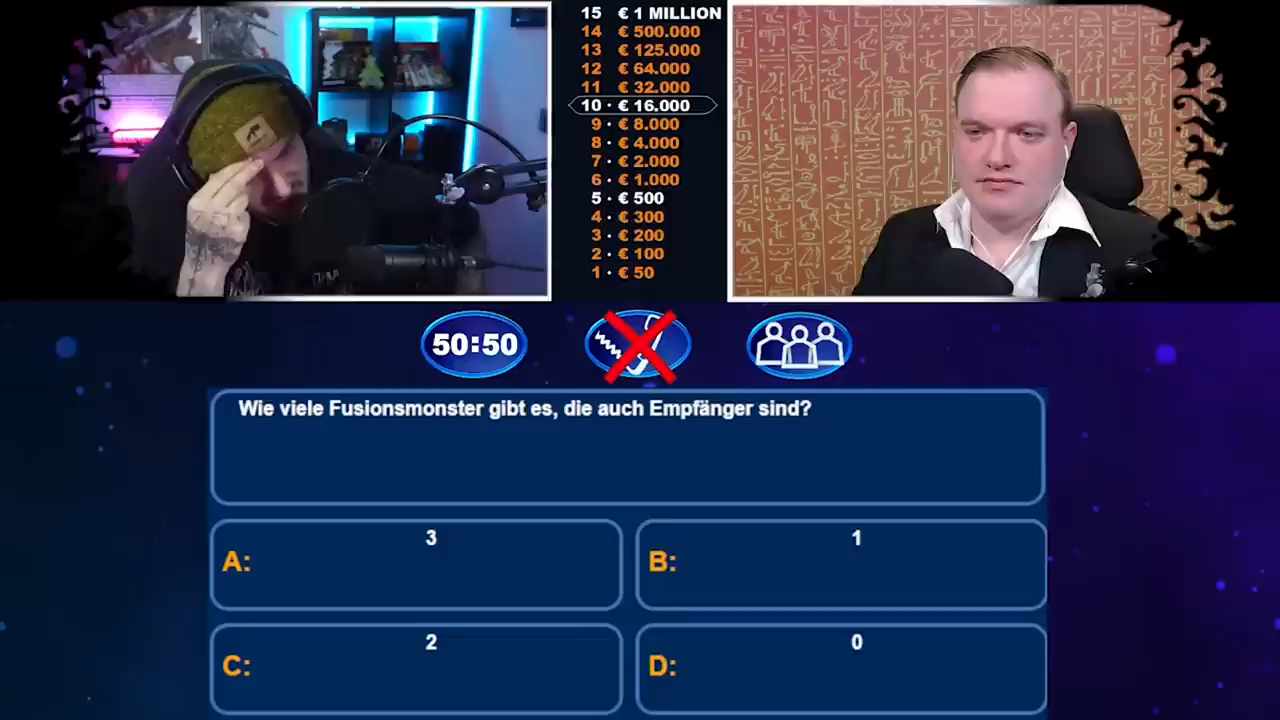 15 € 1 MILLION
14 € 500.000
13 € 125.000
12 € 64.000
11 € 32.000
10 · € 16.000
9 · € 8.000
8 · € 4.000
7 · € 2.000
6 · € 1.000
5 · € 500
4 · € 300
3 · € 200
2 · € 100
1 · € 50
50:50
Wie viele Fusionsmonster gibt es, die auch Empfänger sind?
A: 3
B: 1
C: 2
D: 0